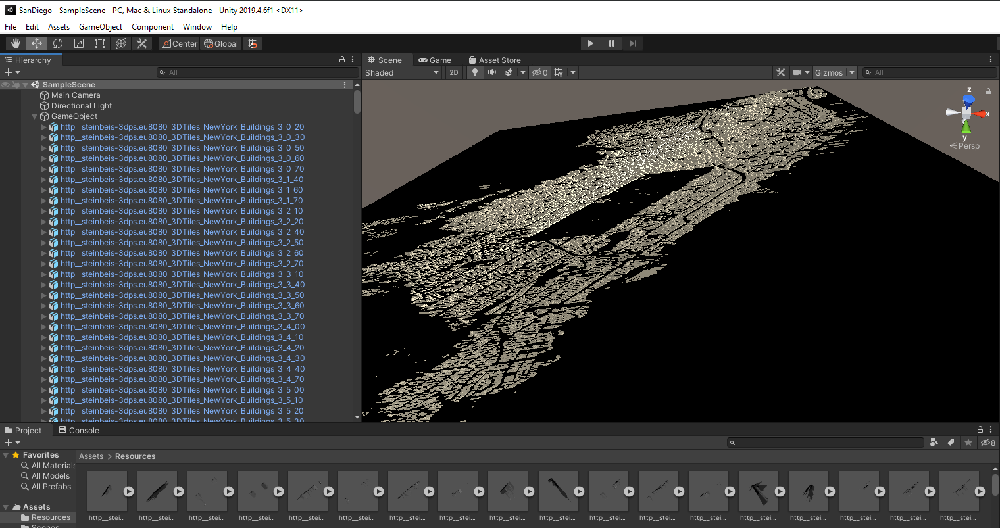 SanDiego - SampleScene - PC, Mac & Linux Standalone - Unity 2019.4.6f1 <DX11>
File Edit Assets GameObject Component Window Help
Center Global
Hierarchy
All
SampleScene
Main Camera
Directional Light
GameObject
http__steinbeis-3dps.eu8080_3DTiles_NewYork_Buildings_3_0_20
http__steinbeis-3dps.eu8080_3DTiles_NewYork_Buildings_3_0_30
http__steinbeis-3dps.eu8080_3DTiles_NewYork_Buildings_3_0_50
http__steinbeis-3dps.eu8080_3DTiles_NewYork_Buildings_3_0_60
http__steinbeis-3dps.eu8080_3DTiles_NewYork_Buildings_3_0_70
http__steinbeis-3dps.eu8080_3DTiles_NewYork_Buildings_3_1_40
http__steinbeis-3dps.eu8080_3DTiles_NewYork_Buildings_3_1_60
http__steinbeis-3dps.eu8080_3DTiles_NewYork_Buildings_3_1_70
http__steinbeis-3dps.eu8080_3DTiles_NewYork_Buildings_3_2_10
http__steinbeis-3dps.eu8080_3DTiles_NewYork_Buildings_3_2_20
http__steinbeis-3dps.eu8080_3DTiles_NewYork_Buildings_3_2_40
http__steinbeis-3dps.eu8080_3DTiles_NewYork_Buildings_3_2_50
http__steinbeis-3dps.eu8080_3DTiles_NewYork_Buildings_3_2_60
http__steinbeis-3dps.eu8080_3DTiles_NewYork_Buildings_3_2_70
http__steinbeis-3dps.eu8080_3DTiles_NewYork_Buildings_3_3_10
http__steinbeis-3dps.eu8080_3DTiles_NewYork_Buildings_3_3_40
http__steinbeis-3dps.eu8080_3DTiles_NewYork_Buildings_3_3_50
http__steinbeis-3dps.eu8080_3DTiles_NewYork_Buildings_3_3_60
http__steinbeis-3dps.eu8080_3DTiles_NewYork_Buildings_3_3_70
http__steinbeis-3dps.eu8080_3DTiles_NewYork_Buildings_3_4_00
http__steinbeis-3dps.eu8080_3DTiles_NewYork_Buildings_3_4_10
http__steinbeis-3dps.eu8080_3DTiles_NewYork_Buildings_3_4_20
http__steinbeis-3dps.eu8080_3DTiles_NewYork_Buildings_3_4_30
http__steinbeis-3dps.eu8080_3DTiles_NewYork_Buildings_3_4_40
http__steinbeis-3dps.eu8080_3DTiles_NewYork_Buildings_3_4_70
http__steinbeis-3dps.eu8080_3DTiles_NewYork_Buildings_3_5_00
http__steinbeis-3dps.eu8080_3DTiles_NewYork_Buildings_3_5_10
http__steinbeis-3dps.eu8080_3DTiles_NewYork_Buildings_3_5_20
http__steinbeis-3dps.eu8080_3DTiles_NewYork_Buildings_3_5_30
Scene Game Asset Store
Shaded 2D 0 Gizmos All
z
x
y
Persp
Project Console
8
Favorites
All Materials
All Models
All Prefabs
Assets
Resources
Scenes
Assets > Resources
http__stei... http__stei... http__stei... http__stei... http__stei... http__stei... http__stei... http__stei... http__stei... http__stei... http__stei... http__stei... http__stei... http__stei... http__stei... http__stei... http__stei... http__stei...